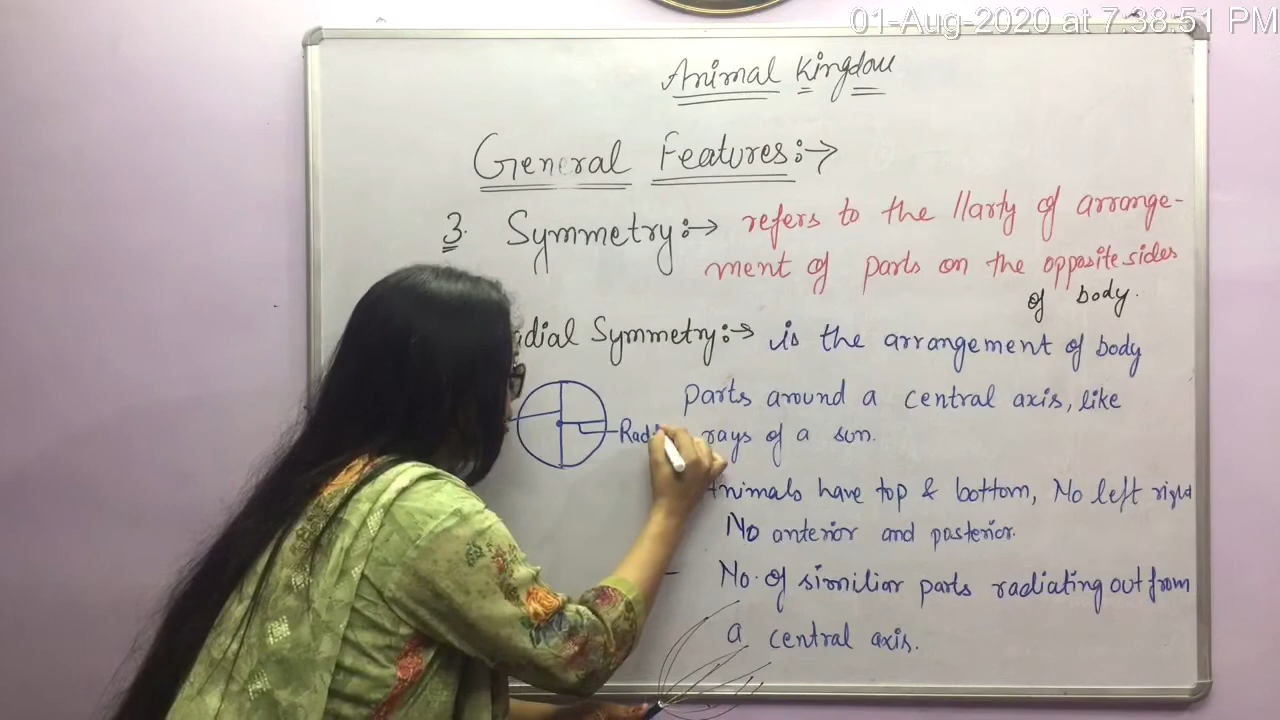 01-Aug-2020 at 7:38:51 PM
Animal Kingdom
General Features:→
3. Symmetry:→ refers to the llarty of arrange-
ment of parts on the opposite sides
of body.
adial Symmetry:→ is the arrangement of body
parts around a central axis, like
Radi rays of a sun.
Animals have top & bottom, No left right
No anterior and posterior.
- No. of similiar parts radiating out from
a central axis.